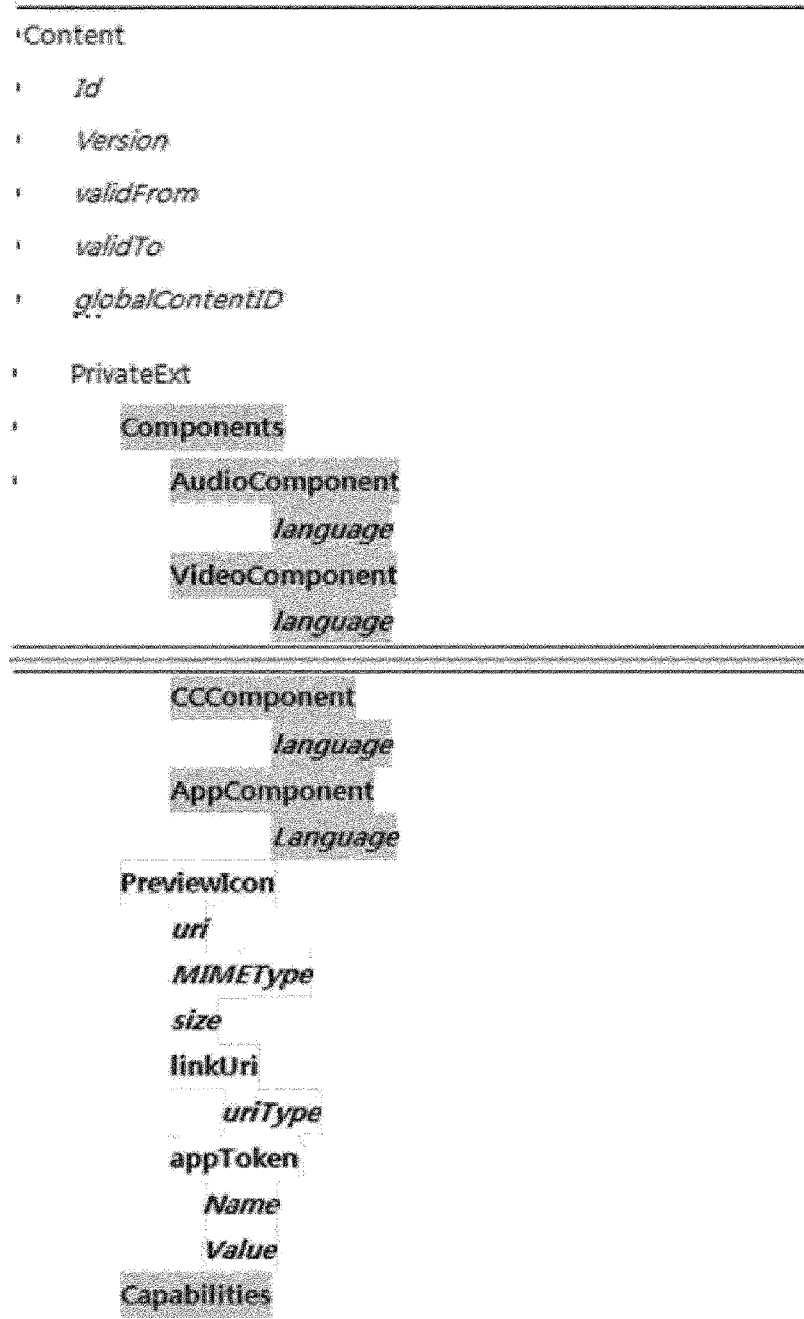 Content
Id
Version
validFrom
validTo
globalContentID
...
PrivateExt
Components
AudioComponent
language
VideoComponent
language
CCComponent
language
AppComponent
Language
PreviewIcon
uri
MIMEType
size
linkUri
uriType
appToken
Name
Value
Capabilities